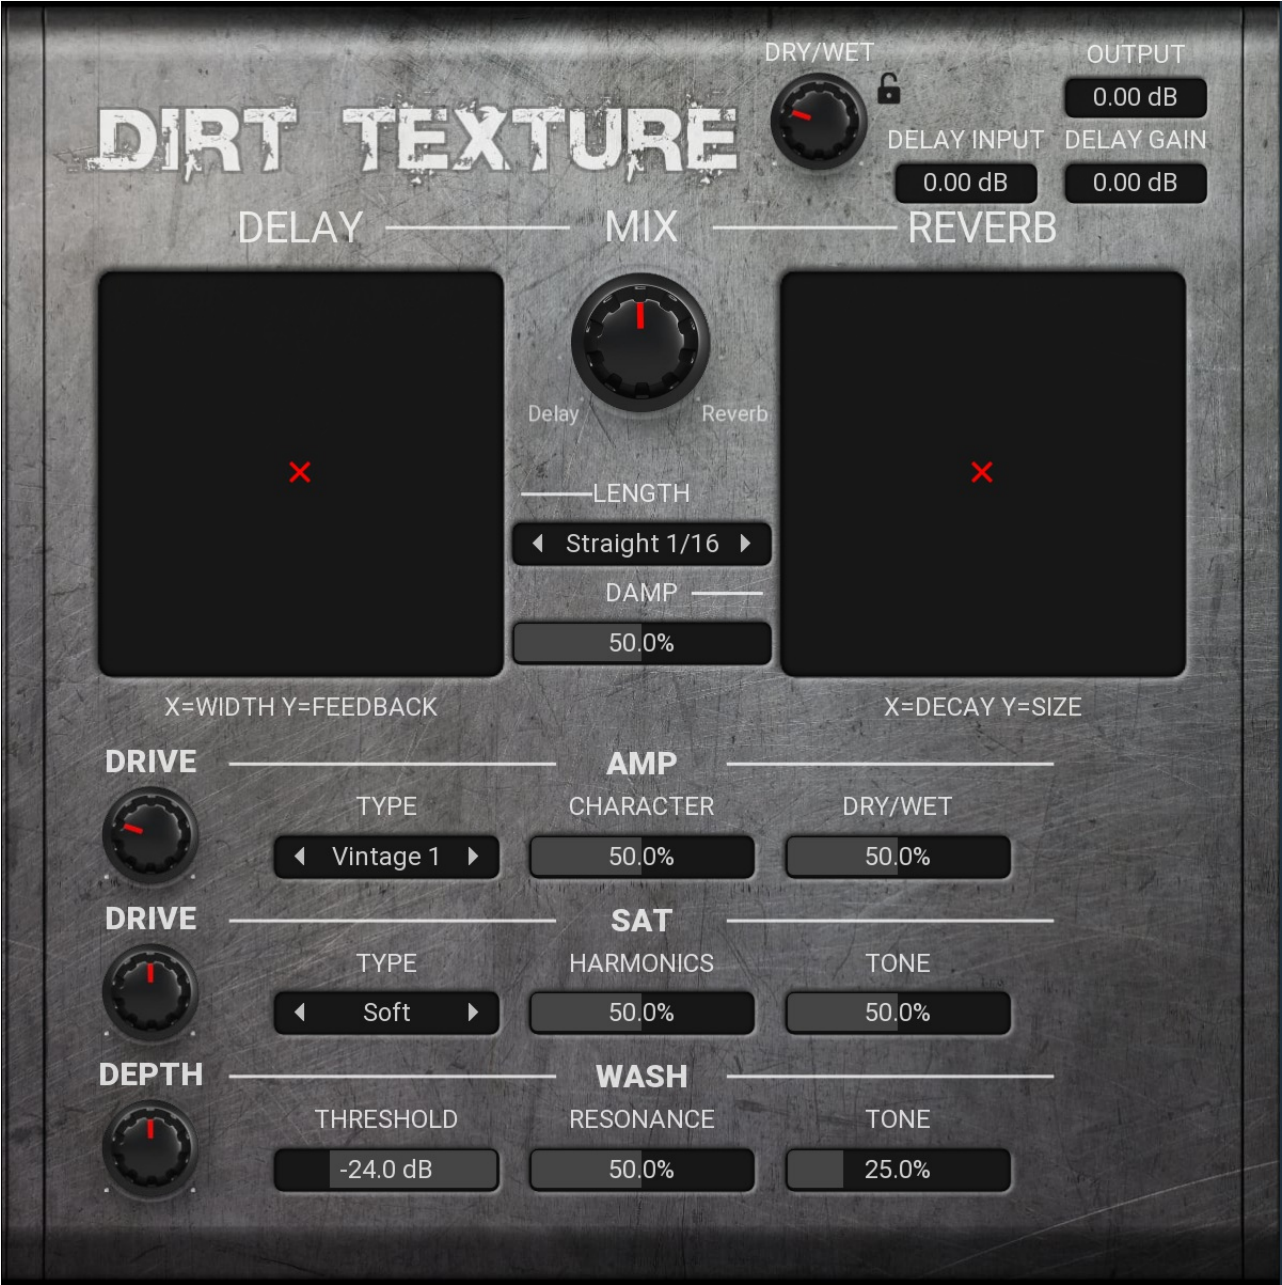 DRY/WET
OUTPUT
0.00 dB
DIRT TEXTURE
DELAY INPUT DELAY GAIN
0.00 dB 0.00 dB
DELAY MIX REVERB
Delay Reverb
LENGTH
Straight 1/16
DAMP
50.0%
X=WIDTH Y=FEEDBACK X=DECAY Y=SIZE
DRIVE AMP
TYPE CHARACTER DRY/WET
Vintage 1 50.0% 50.0%
DRIVE SAT
TYPE HARMONICS TONE
Soft 50.0% 50.0%
DEPTH WASH
THRESHOLD RESONANCE TONE
-24.0 dB 50.0% 25.0%